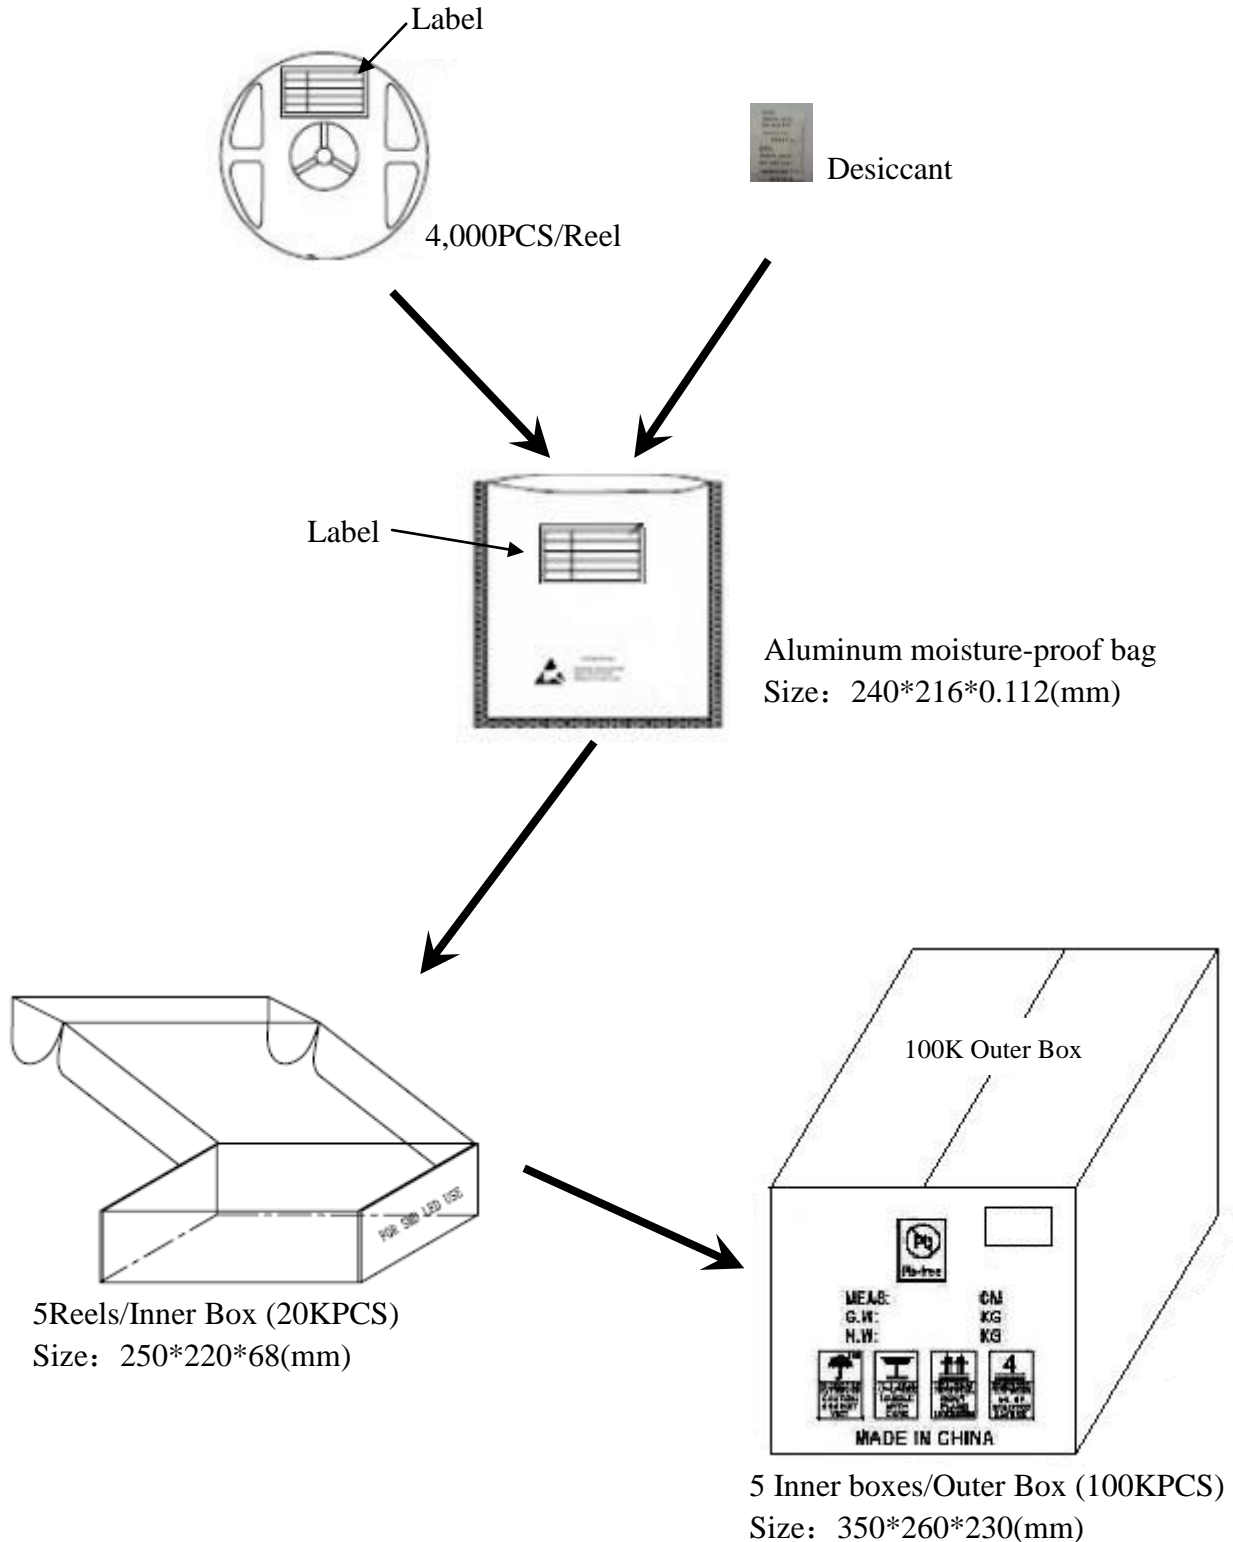 Label
Desiccant
4,000PCS/Reel
Label
Aluminum moisture-proof bag
Size：240*216*0.112(mm)
100K Outer Box
FOR SMD LED USE
Pb
Pb-free
MEAS: CM
G.W: KG
N.W: KG
4
MADE IN CHINA
5Reels/Inner Box (20KPCS)
Size：250*220*68(mm)
5 Inner boxes/Outer Box (100KPCS)
Size：350*260*230(mm)